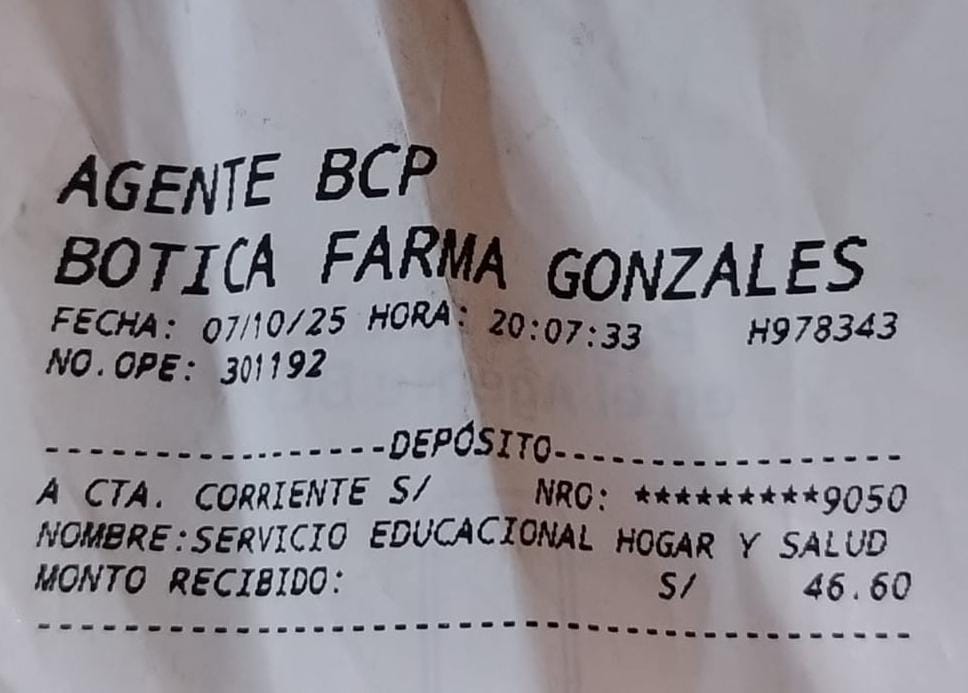 AGENTE BCP
BOTICA FARMA GONZALES
FECHA: 07/10/25 HORA: 20:07:33 H978343
NO.OPE: 301192
-----------------DEPÓSITO-----------------
A CTA. CORRIENTE S/ NRO: *********9050
NOMBRE:SERVICIO EDUCACIONAL HOGAR Y SALUD
MONTO RECIBIDO: S/ 46.60
------------------------------------------